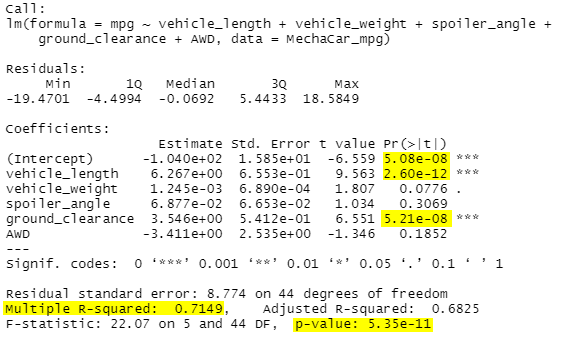 Call:
lm(formula = mpg ~ vehicle_length + vehicle_weight + spoiler_angle +
    ground_clearance + AWD, data = MechaCar_mpg)

Residuals:
     Min       1Q   Median       3Q      Max
-19.4701  -4.4994  -0.0692   5.4433  18.5849

Coefficients:
                   Estimate Std. Error t value Pr(>|t|)
(Intercept)      -1.040e+02  1.585e+01  -6.559 5.08e-08 ***
vehicle_length    6.267e+00  6.553e-01   9.563 2.60e-12 ***
vehicle_weight    1.245e-03  6.890e-04   1.807   0.0776 .
spoiler_angle     6.877e-02  6.653e-02   1.034   0.3069
ground_clearance  3.546e+00  5.412e-01   6.551 5.21e-08 ***
AWD              -3.411e+00  2.535e+00  -1.346   0.1852
---
Signif. codes:  0 ‘***’ 0.001 ‘**’ 0.01 ‘*’ 0.05 ‘.’ 0.1 ‘ ’ 1

Residual standard error: 8.774 on 44 degrees of freedom
Multiple R-squared:  0.7149,    Adjusted R-squared:  0.6825
F-statistic: 22.07 on 5 and 44 DF,  p-value: 5.35e-11